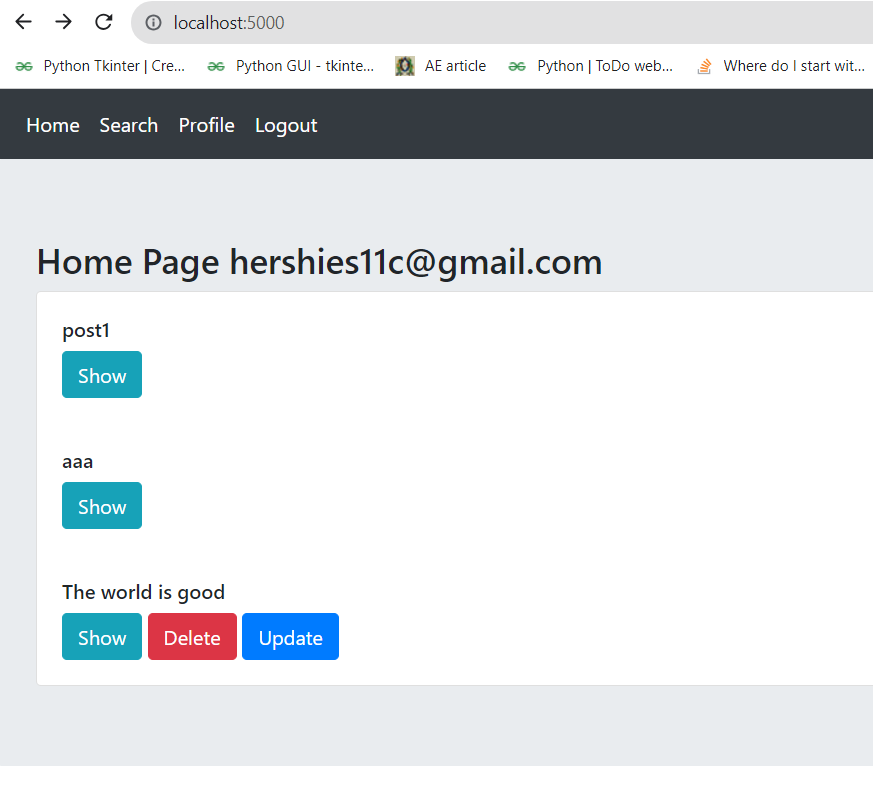 localhost:5000
Python Tkinter | Cre... Python GUI - tkinte... AE article Python | ToDo web... Where do I start wit...
Home Search Profile Logout
Home Page hershies11c@gmail.com
post1
Show
aaa
Show
The world is good
Show Delete Update